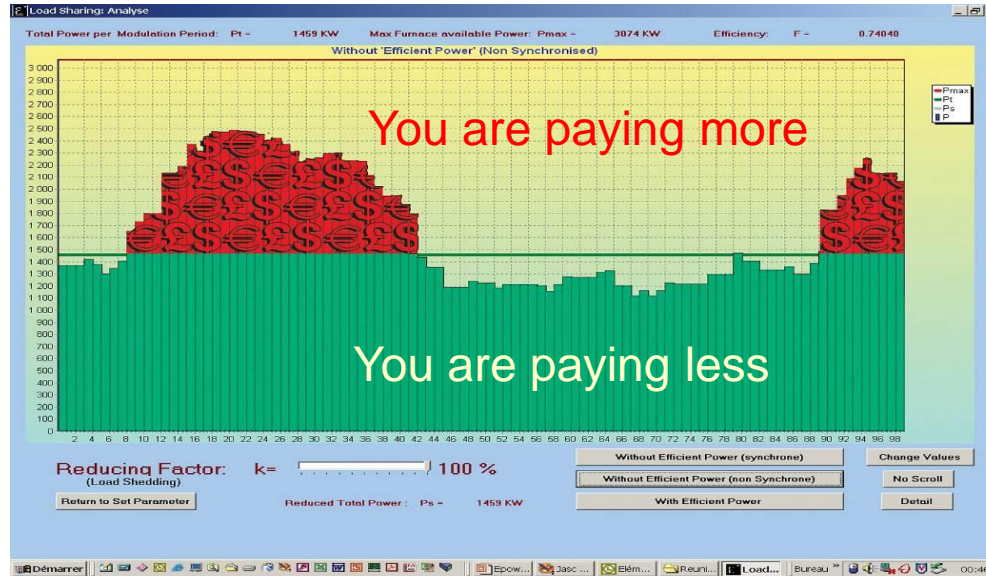 Load Sharing: Analyse
Total Power per Modulation Period: Pt - 1459 KW Max Furnace available Power: Pmax - 3074 KW Efficiency: F - 0.74040
Without 'Efficient Power' (Non Synchronised)
3 000
2 900
2 800
2 700
2 600
2 500
2 400
2 300
2 200
2 100
2 000
1 900
1 800
1 700
1 600
1 500
1 400
1 300
1 200
1 100
1 000
900
800
700
600
500
400
300
200
100
0
Pmax
Pt
Ps
P
You are paying more
You are paying less
2 4 6 8 10 12 14 16 18 20 22 24 26 28 30 32 34 36 38 40 42 44 46 48 50 52 54 56 58 60 62 64 66 68 70 72 74 76 78 80 82 84 86 88 90 92 94 96 98
Reducing Factor: k= 100 %
(Load Shedding)
Return to Set Parameter
Reduced Total Power : Ps - 1459 KW
Without Efficient Power (synchrone)
Without Efficient Power (non Synchrone)
With Efficient Power
Change Values
No Scroll
Detail
Démarrer Epow... Jasc ... Elém... Reuni... Load... Bureau » 00:46